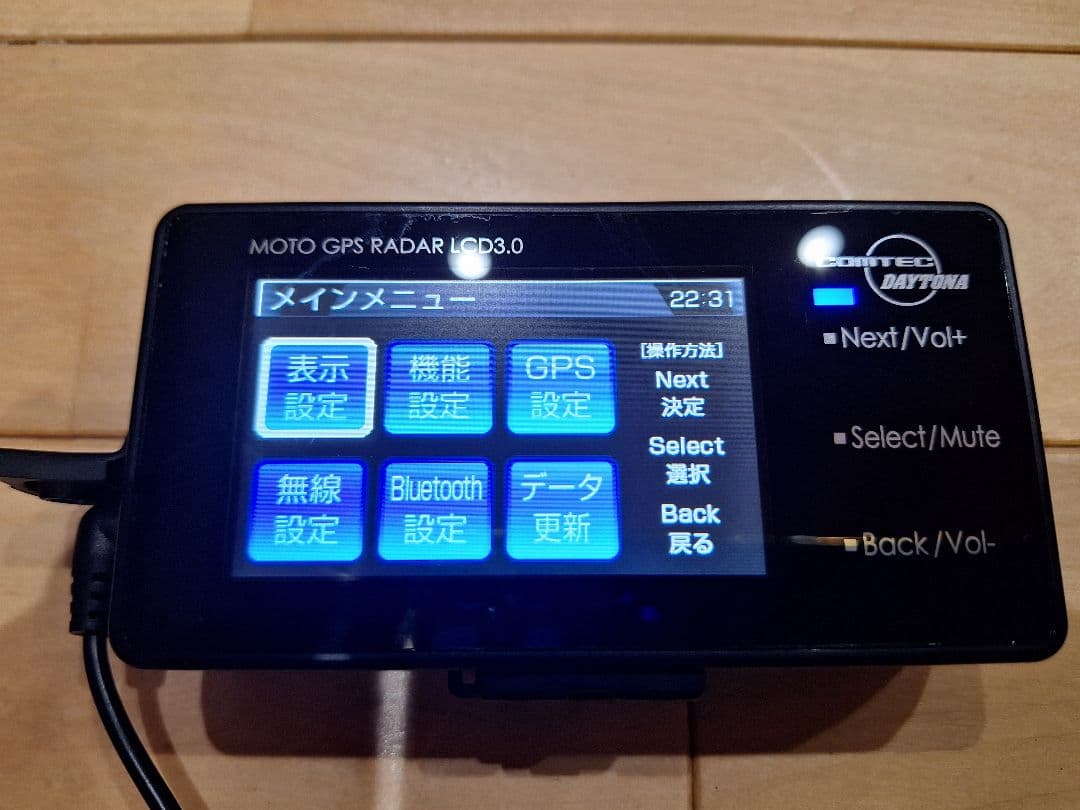 MOTO GPS RADAR LCD3.0
COMTEC
DAYTONA
メインメニュー 22:31
表示
設定
機能
設定
GPS
設定
無線
設定
Bluetooth
設定
データ
更新
[操作方法]
Next
決定
Select
選択
Back
戻る
Next/Vol+
Select/Mute
Back/Vol-